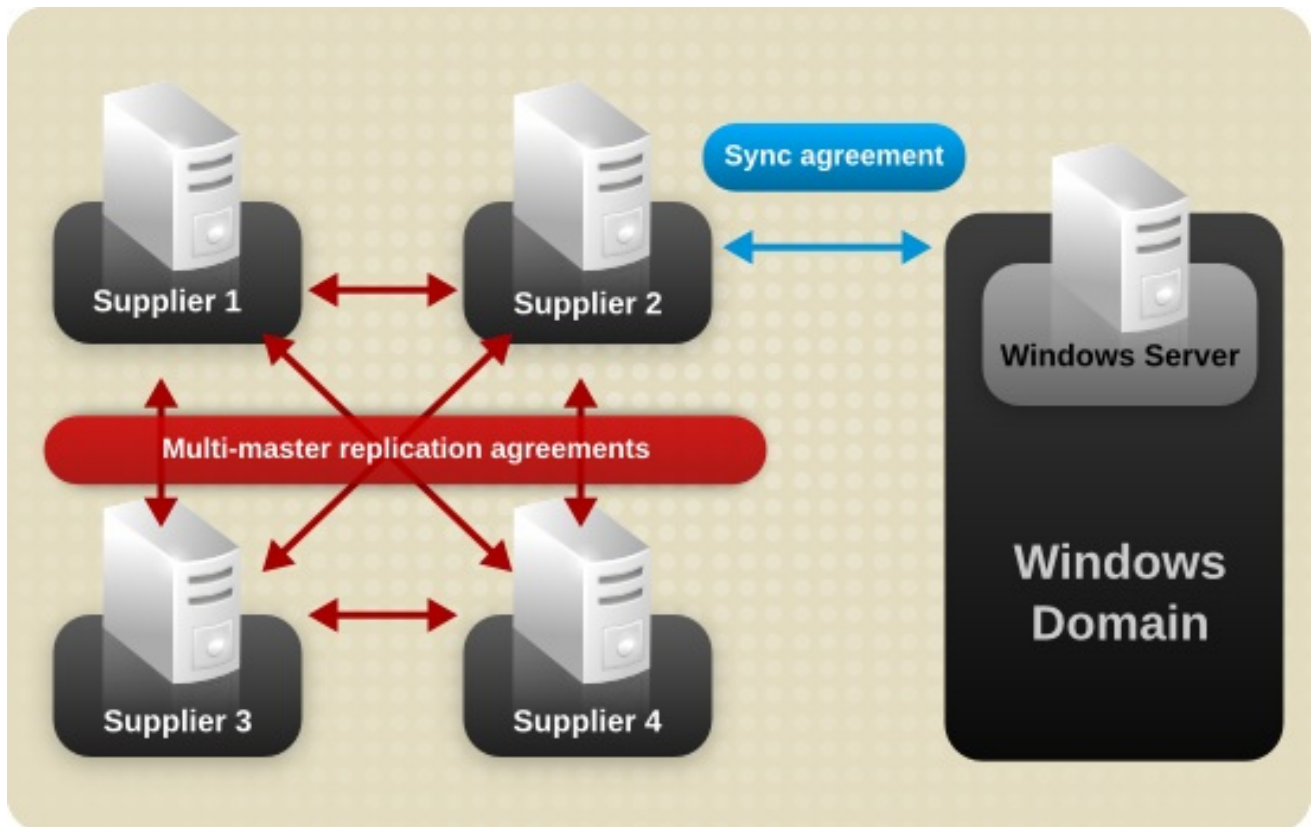 Sync agreement
Supplier 1
Supplier 2
Windows Server
Multi-master replication agreements
Windows
Domain
Supplier 3
Supplier 4